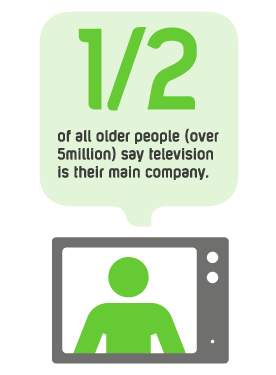 1/2
of all older people (over
5million) say television
is their main company.